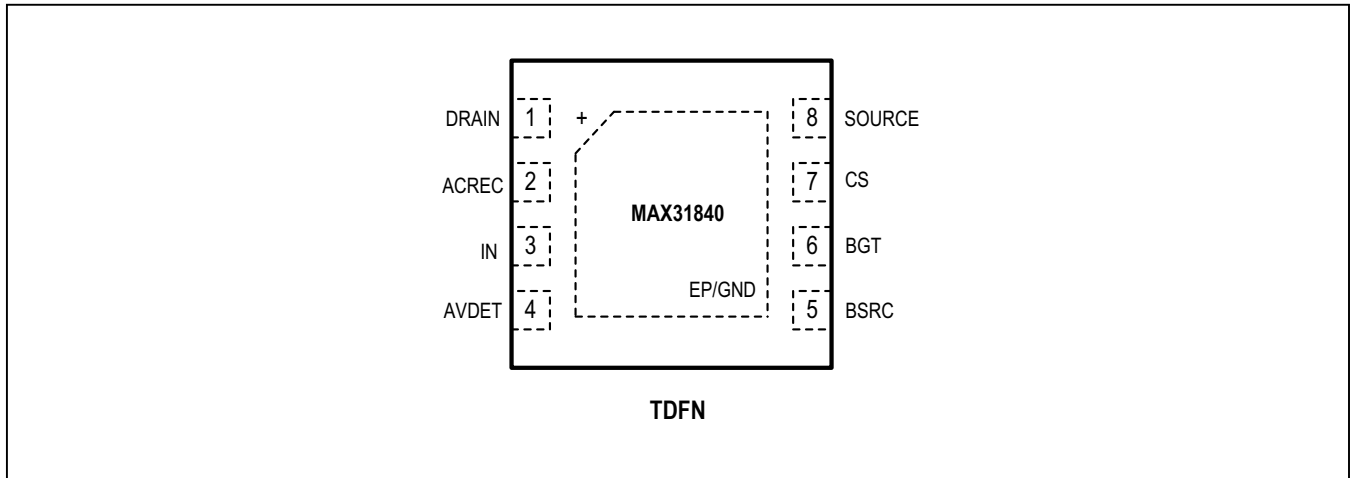 DRAIN 1 + 8 SOURCE
ACREC 2 7 CS
MAX31840
IN 3 6 BGT
EP/GND
AVDET 4 5 BSRC
TDFN